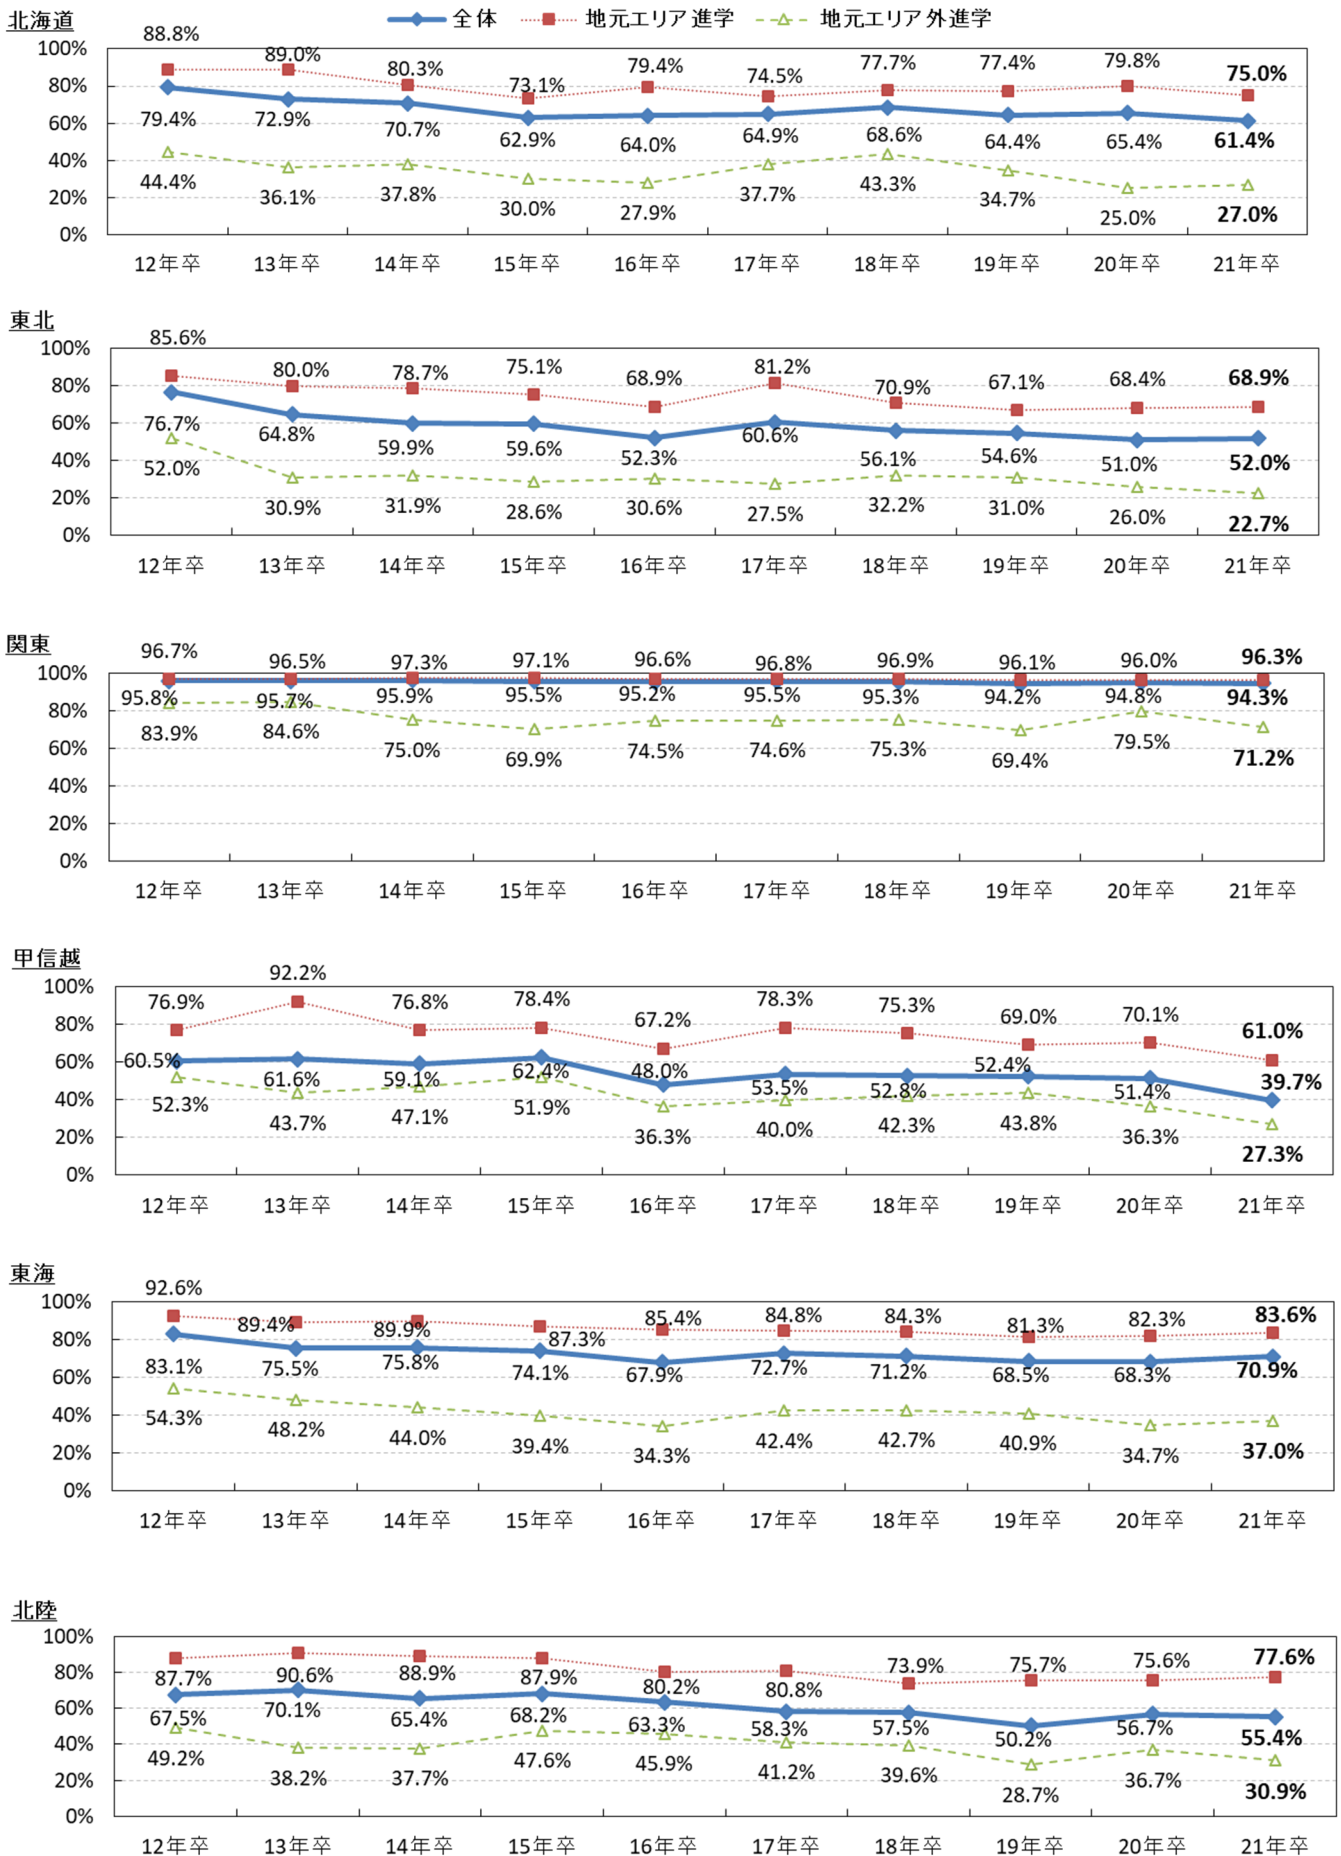 北海道
全体 地元エリア進学 地元エリア外進学
100% 80% 60% 40% 20% 0%
88.8% 89.0% 80.3% 73.1% 79.4% 74.5% 77.7% 77.4% 79.8% 75.0%
79.4% 72.9% 70.7% 62.9% 64.0% 64.9% 68.6% 64.4% 65.4% 61.4%
44.4% 36.1% 37.8% 30.0% 27.9% 37.7% 43.3% 34.7% 25.0% 27.0%
12年卒 13年卒 14年卒 15年卒 16年卒 17年卒 18年卒 19年卒 20年卒 21年卒
東北
100% 80% 60% 40% 20% 0%
85.6% 80.0% 78.7% 75.1% 68.9% 81.2% 70.9% 67.1% 68.4% 68.9%
76.7% 64.8% 59.9% 59.6% 52.3% 60.6% 56.1% 54.6% 51.0% 52.0%
52.0% 30.9% 31.9% 28.6% 30.6% 27.5% 32.2% 31.0% 26.0% 22.7%
12年卒 13年卒 14年卒 15年卒 16年卒 17年卒 18年卒 19年卒 20年卒 21年卒
関東
100% 80% 60% 40% 20% 0%
96.7% 96.5% 97.3% 97.1% 96.6% 96.8% 96.9% 96.1% 96.0% 96.3%
95.8% 95.7% 95.9% 95.5% 95.2% 95.5% 95.3% 94.2% 94.8% 94.3%
83.9% 84.6% 75.0% 69.9% 74.5% 74.6% 75.3% 69.4% 79.5% 71.2%
12年卒 13年卒 14年卒 15年卒 16年卒 17年卒 18年卒 19年卒 20年卒 21年卒
甲信越
100% 80% 60% 40% 20% 0%
76.9% 92.2% 76.8% 78.4% 67.2% 78.3% 75.3% 69.0% 70.1% 61.0%
60.5% 61.6% 59.1% 62.4% 48.0% 53.5% 52.8% 52.4% 51.4% 39.7%
52.3% 43.7% 47.1% 51.9% 36.3% 40.0% 42.3% 43.8% 36.3% 27.3%
12年卒 13年卒 14年卒 15年卒 16年卒 17年卒 18年卒 19年卒 20年卒 21年卒
東海
100% 80% 60% 40% 20% 0%
92.6% 89.4% 89.9% 87.3% 85.4% 84.8% 84.3% 81.3% 82.3% 83.6%
83.1% 75.5% 75.8% 74.1% 67.9% 72.7% 71.2% 68.5% 68.3% 70.9%
54.3% 48.2% 44.0% 39.4% 34.3% 42.4% 42.7% 40.9% 34.7% 37.0%
12年卒 13年卒 14年卒 15年卒 16年卒 17年卒 18年卒 19年卒 20年卒 21年卒
北陸
100% 80% 60% 40% 20% 0%
87.7% 90.6% 88.9% 87.9% 80.2% 80.8% 73.9% 75.7% 75.6% 77.6%
67.5% 70.1% 65.4% 68.2% 63.3% 58.3% 57.5% 50.2% 56.7% 55.4%
49.2% 38.2% 37.7% 47.6% 45.9% 41.2% 39.6% 28.7% 36.7% 30.9%
12年卒 13年卒 14年卒 15年卒 16年卒 17年卒 18年卒 19年卒 20年卒 21年卒